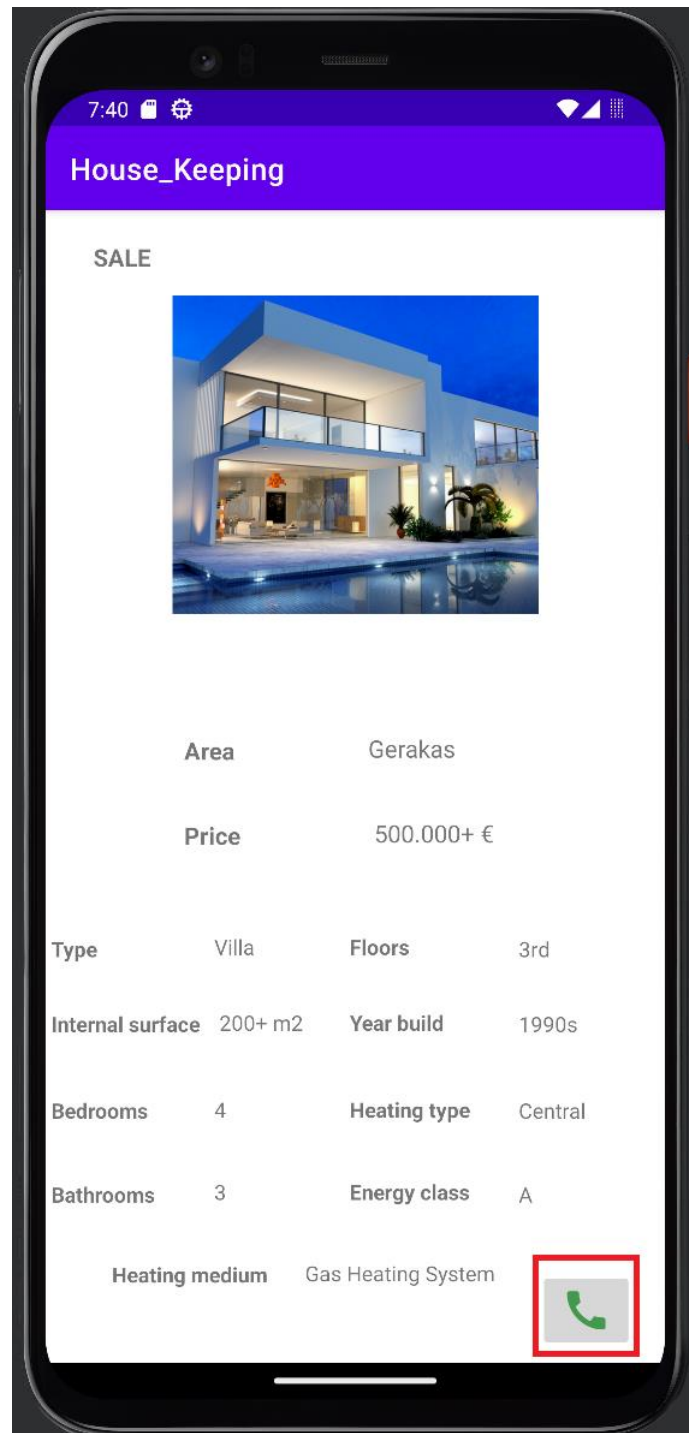 7:40
House_Keeping
SALE
Area Gerakas
Price 500.000+ €
Type Villa Floors 3rd
Internal surface 200+ m2 Year build 1990s
Bedrooms 4 Heating type Central
Bathrooms 3 Energy class A
Heating medium Gas Heating System